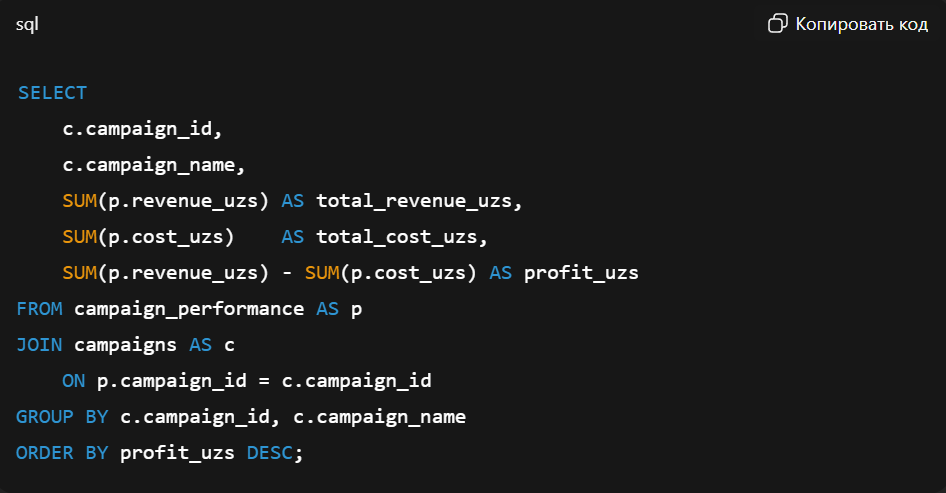 sql
Копировать код
SELECT
    c.campaign_id,
    c.campaign_name,
    SUM(p.revenue_uzs) AS total_revenue_uzs,
    SUM(p.cost_uzs)    AS total_cost_uzs,
    SUM(p.revenue_uzs) - SUM(p.cost_uzs) AS profit_uzs
FROM campaign_performance AS p
JOIN campaigns AS c
    ON p.campaign_id = c.campaign_id
GROUP BY c.campaign_id, c.campaign_name
ORDER BY profit_uzs DESC;